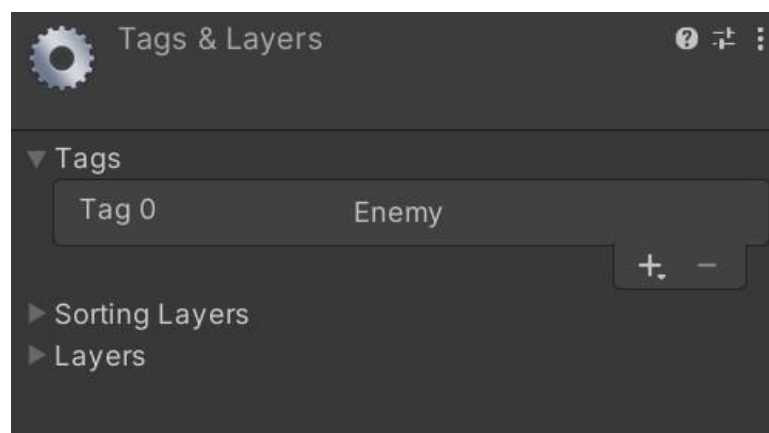 Tags & Layers
Tags
Tag 0 Enemy
Sorting Layers
Layers